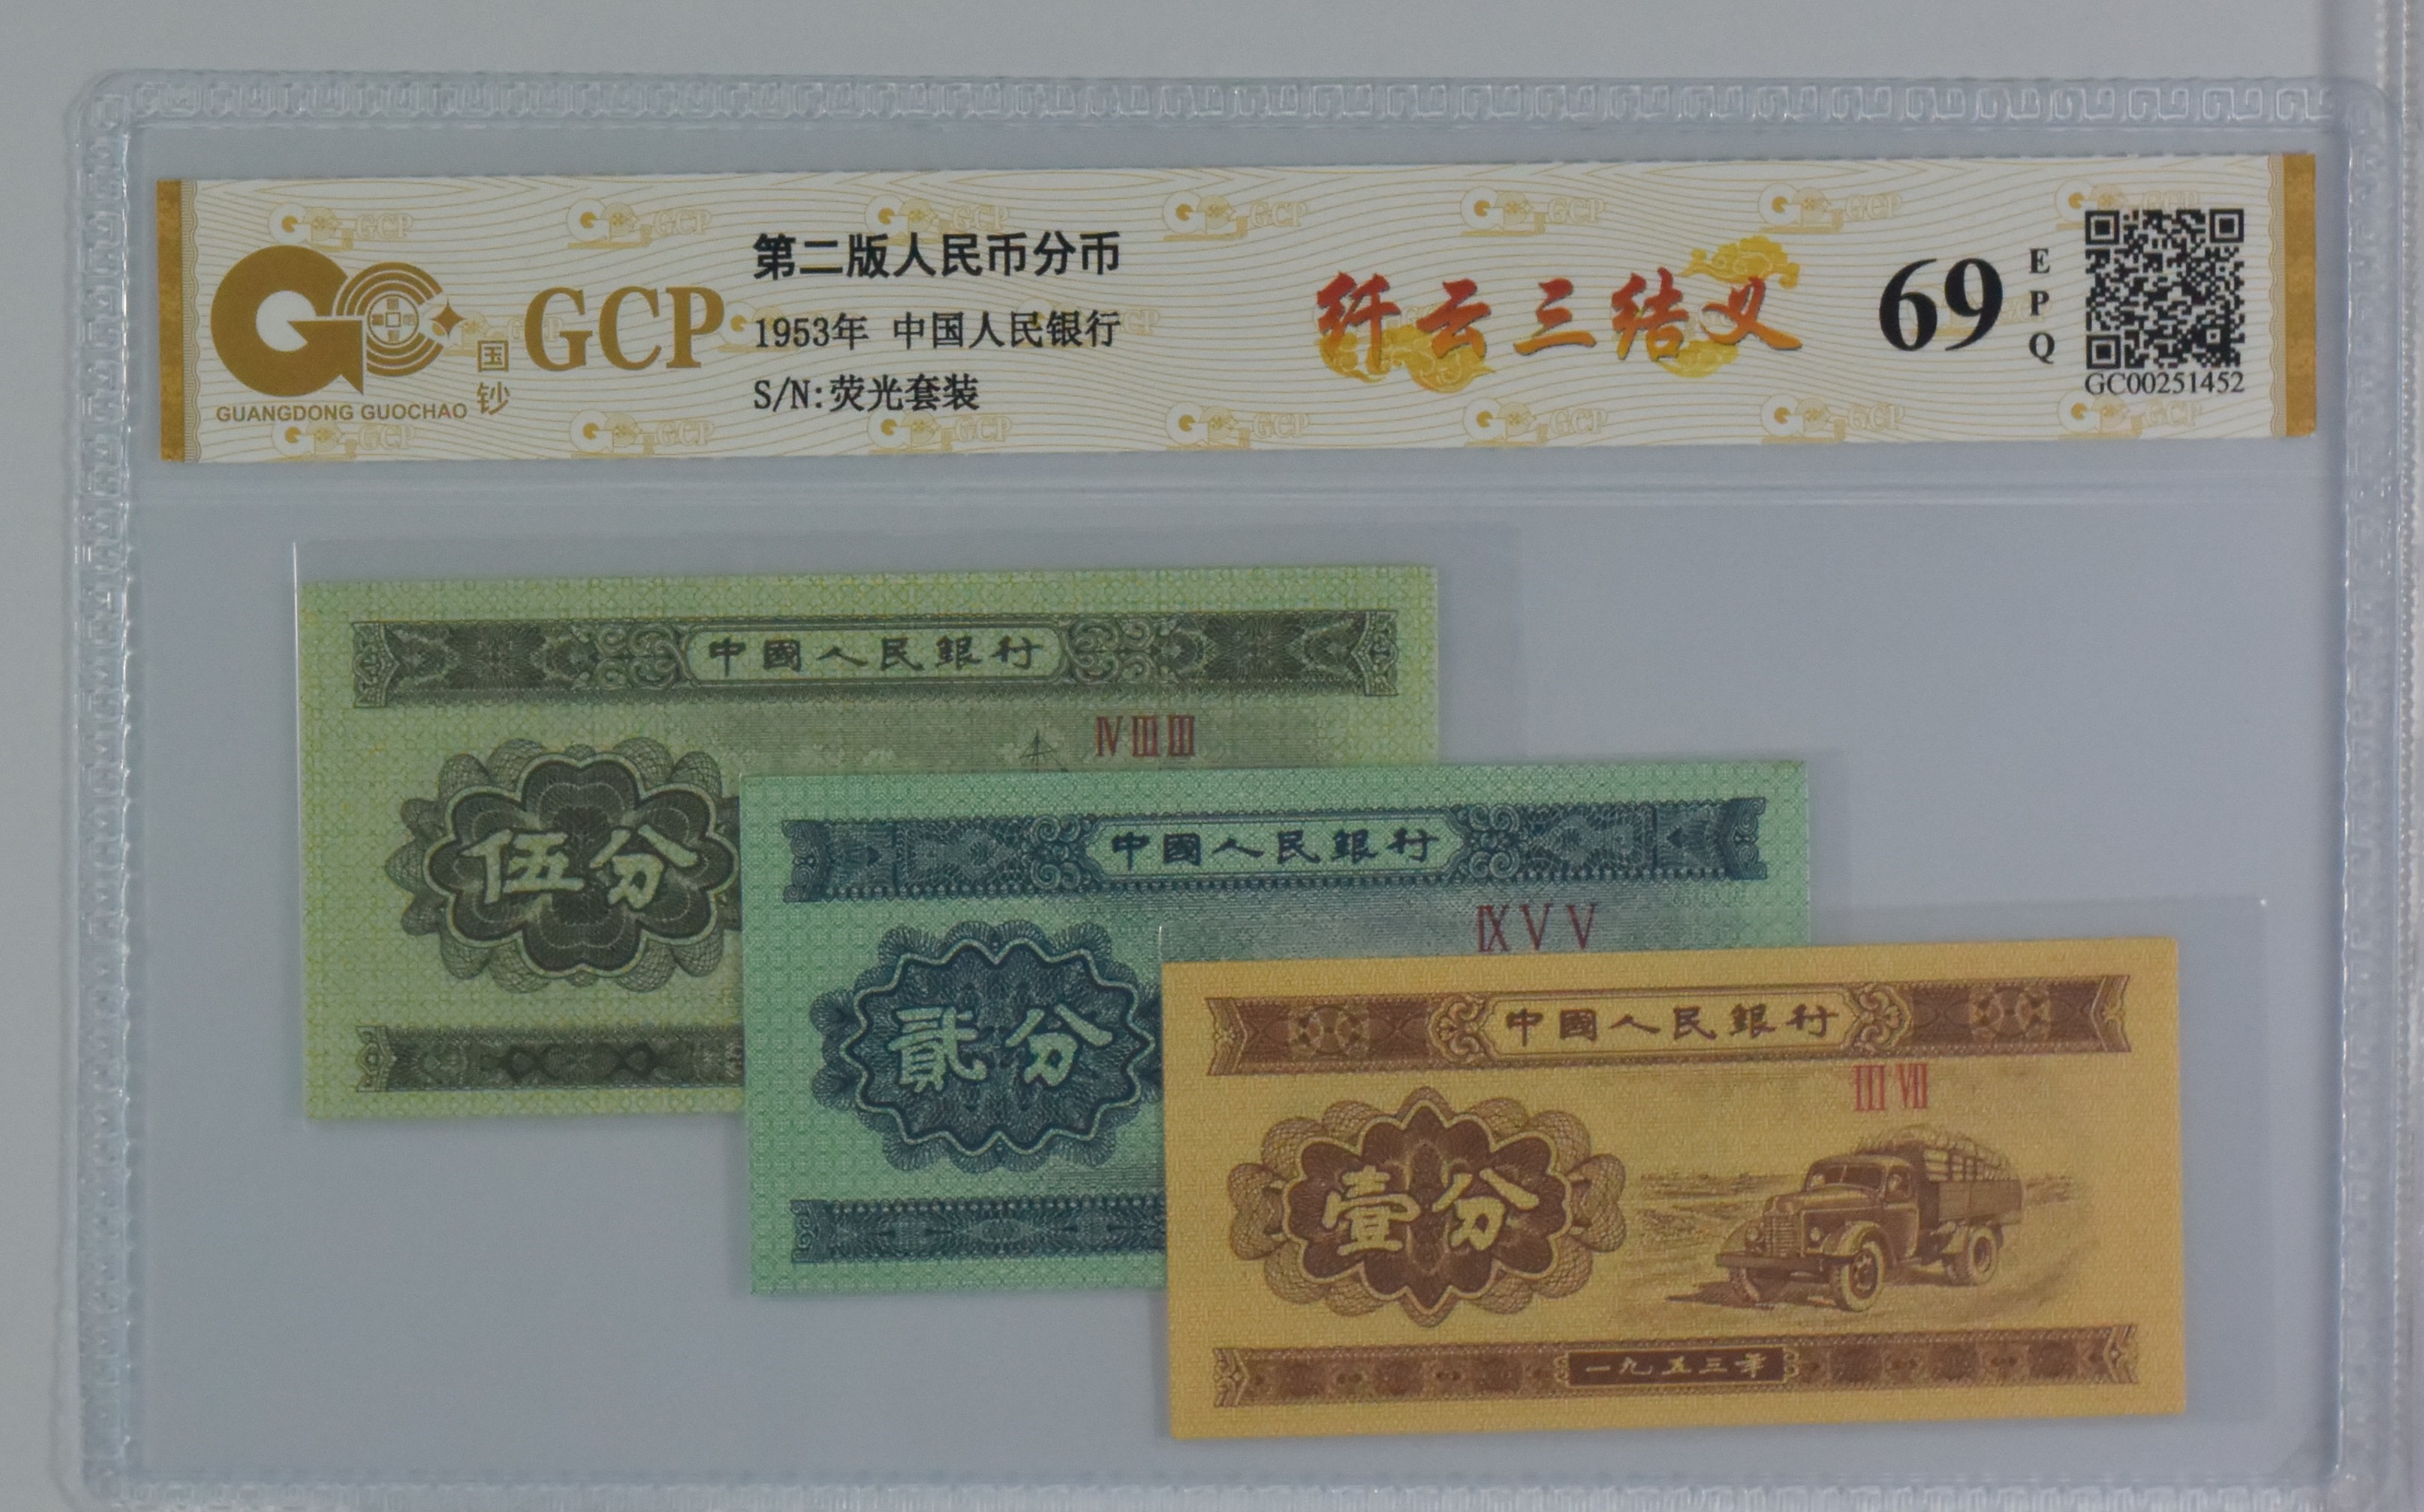 GCP
国
钞
GUANGDONG GUOCHAO
第二版人民币分币
1953年 中国人民银行
S/N:荧光套装
纤云三结义
69
E
P
Q
GC00251452
中國人民銀行
ⅣⅢⅢ
伍分
中國人民銀行
ⅨⅤⅤ
貳分
中國人民銀行
ⅢⅦ
壹分
一九五三年